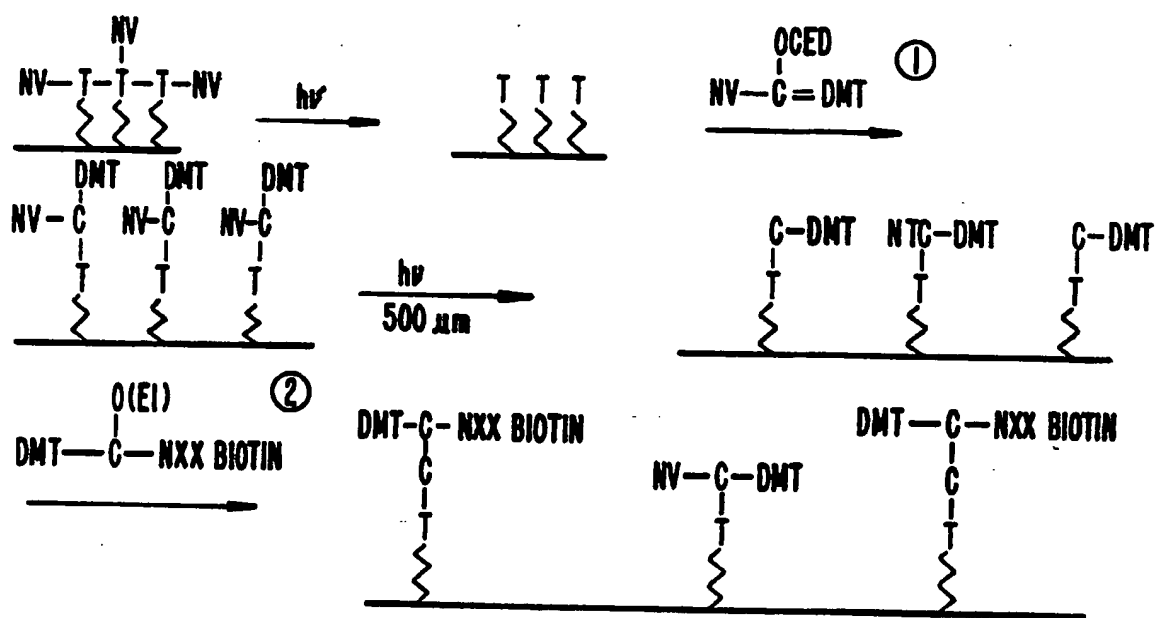 NV
NV-T-T-T-NV
hν
T T T
OCED
NV-C=DMT
①
DMT DMT DMT
NV-C NV-C NV-C
T T T
hν
500 μm
C-DMT NTC-DMT C-DMT
T T T
②
O(EI)
DMT-C-NXX BIOTIN
DMT-C-NXX BIOTIN
C
T
NV-C-DMT
T
DMT-C-NXX BIOTIN
C
T